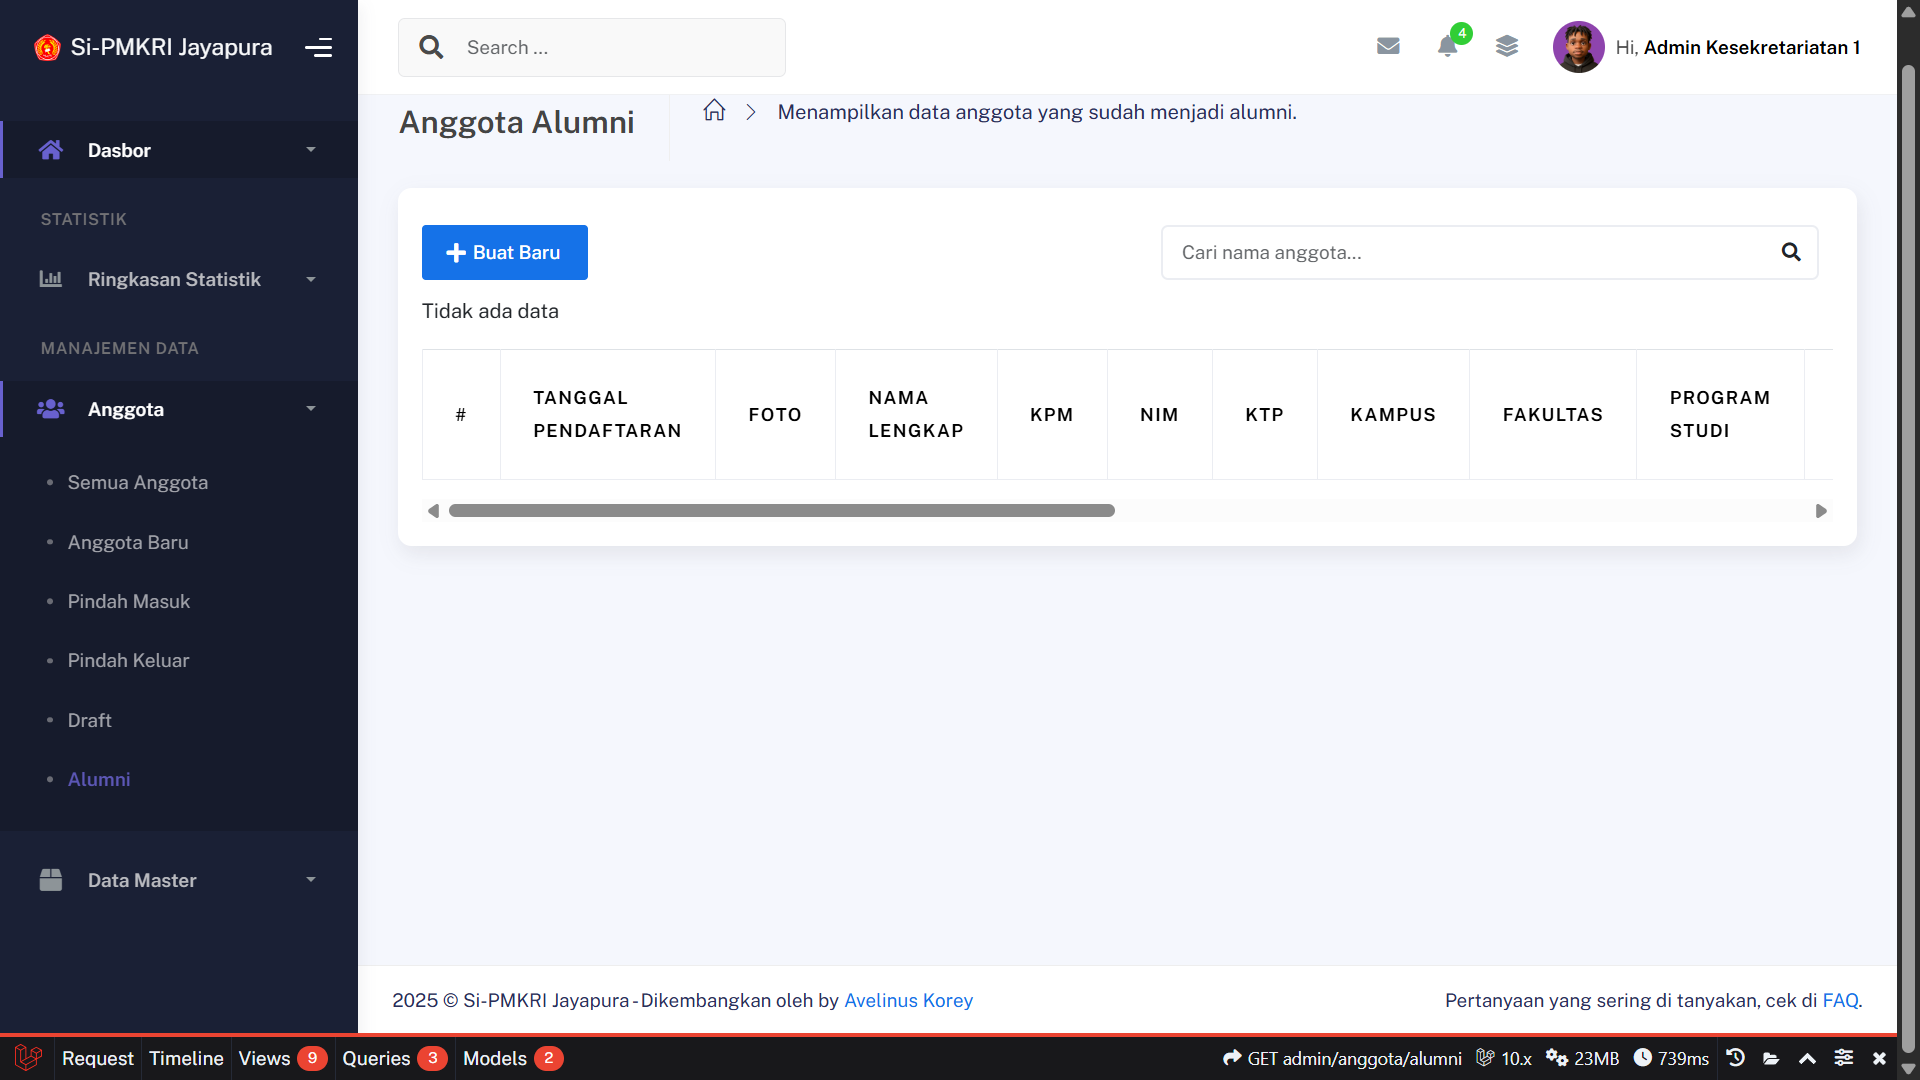 Si-PMKRI Jayapura
Search ...
4
Hi, Admin Kesekretariatan 1
Dasbor
STATISTIK
Ringkasan Statistik
MANAJEMEN DATA
Anggota
Semua Anggota
Anggota Baru
Pindah Masuk
Pindah Keluar
Draft
Alumni
Data Master
Anggota Alumni
Menampilkan data anggota yang sudah menjadi alumni.
Buat Baru
Cari nama anggota...
Tidak ada data
#
TANGGAL PENDAFTARAN
FOTO
NAMA LENGKAP
KPM
NIM
KTP
KAMPUS
FAKULTAS
PROGRAM STUDI
2025 © Si-PMKRI Jayapura - Dikembangkan oleh by Avelinus Korey
Pertanyaan yang sering di tanyakan, cek di FAQ.
Request
Timeline
Views 9
Queries 3
Models 2
GET admin/anggota/alumni
10.x
23MB
739ms